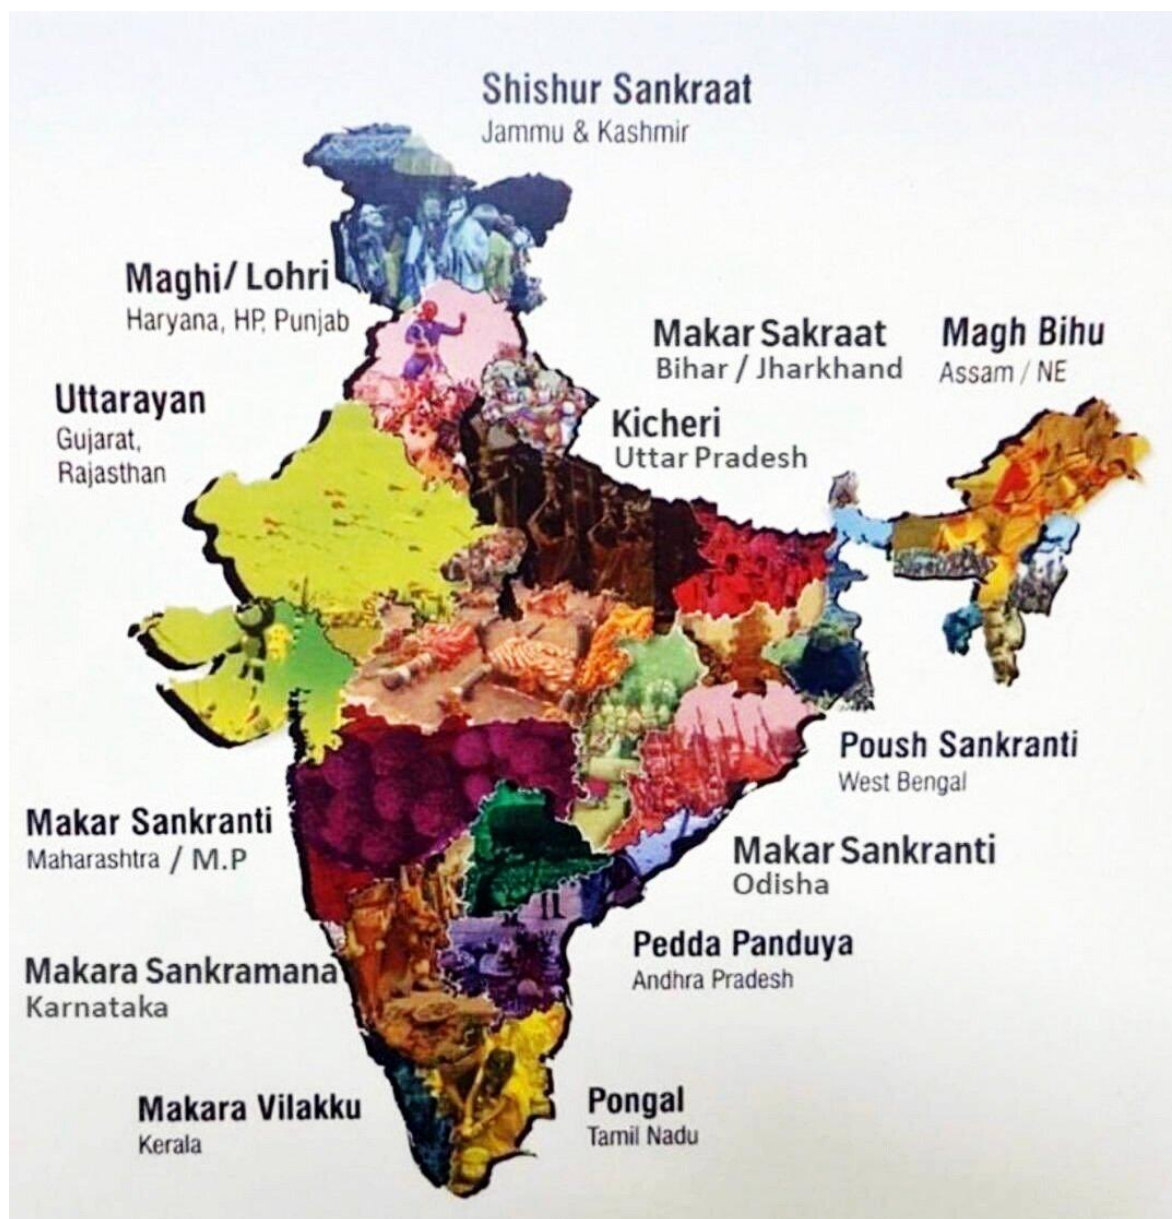 Shishur Sankraat
Jammu & Kashmir
Maghi/ Lohri
Haryana, HP, Punjab
Makar Sakraat
Bihar / Jharkhand
Magh Bihu
Assam / NE
Uttarayan
Gujarat,
Rajasthan
Kicheri
Uttar Pradesh
Poush Sankranti
West Bengal
Makar Sankranti
Maharashtra / M.P
Makar Sankranti
Odisha
Pedda Panduya
Andhra Pradesh
Makara Sankramana
Karnataka
Makara Vilakku
Kerala
Pongal
Tamil Nadu